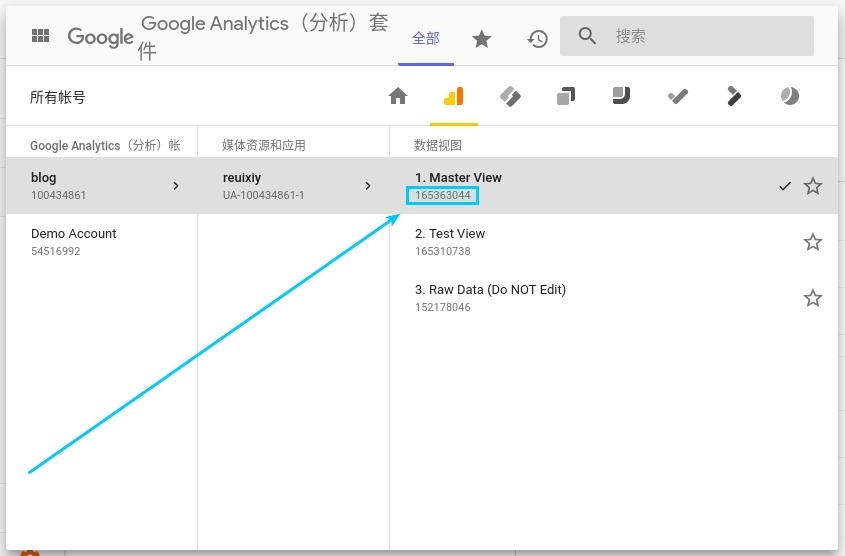 Google Google Analytics（分析）套
件
全部
搜索
所有帐号
Google Analytics（分析）帐
媒体资源和应用
数据视图
blog
100434861
reuixiy
UA-100434861-1
1. Master View
165363044
Demo Account
54516992
2. Test View
165310738
3. Raw Data (Do NOT Edit)
152178046